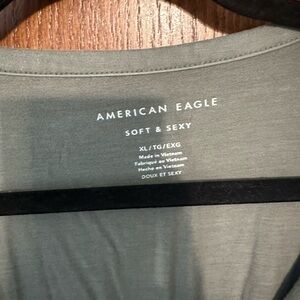 AMERICAN EAGLE
SOFT & SEXY
XL/TG/EXG
Made in Vietnam
Fabriqué au Vietnam
Hecho en Vietnam
DOUX ET SEXY